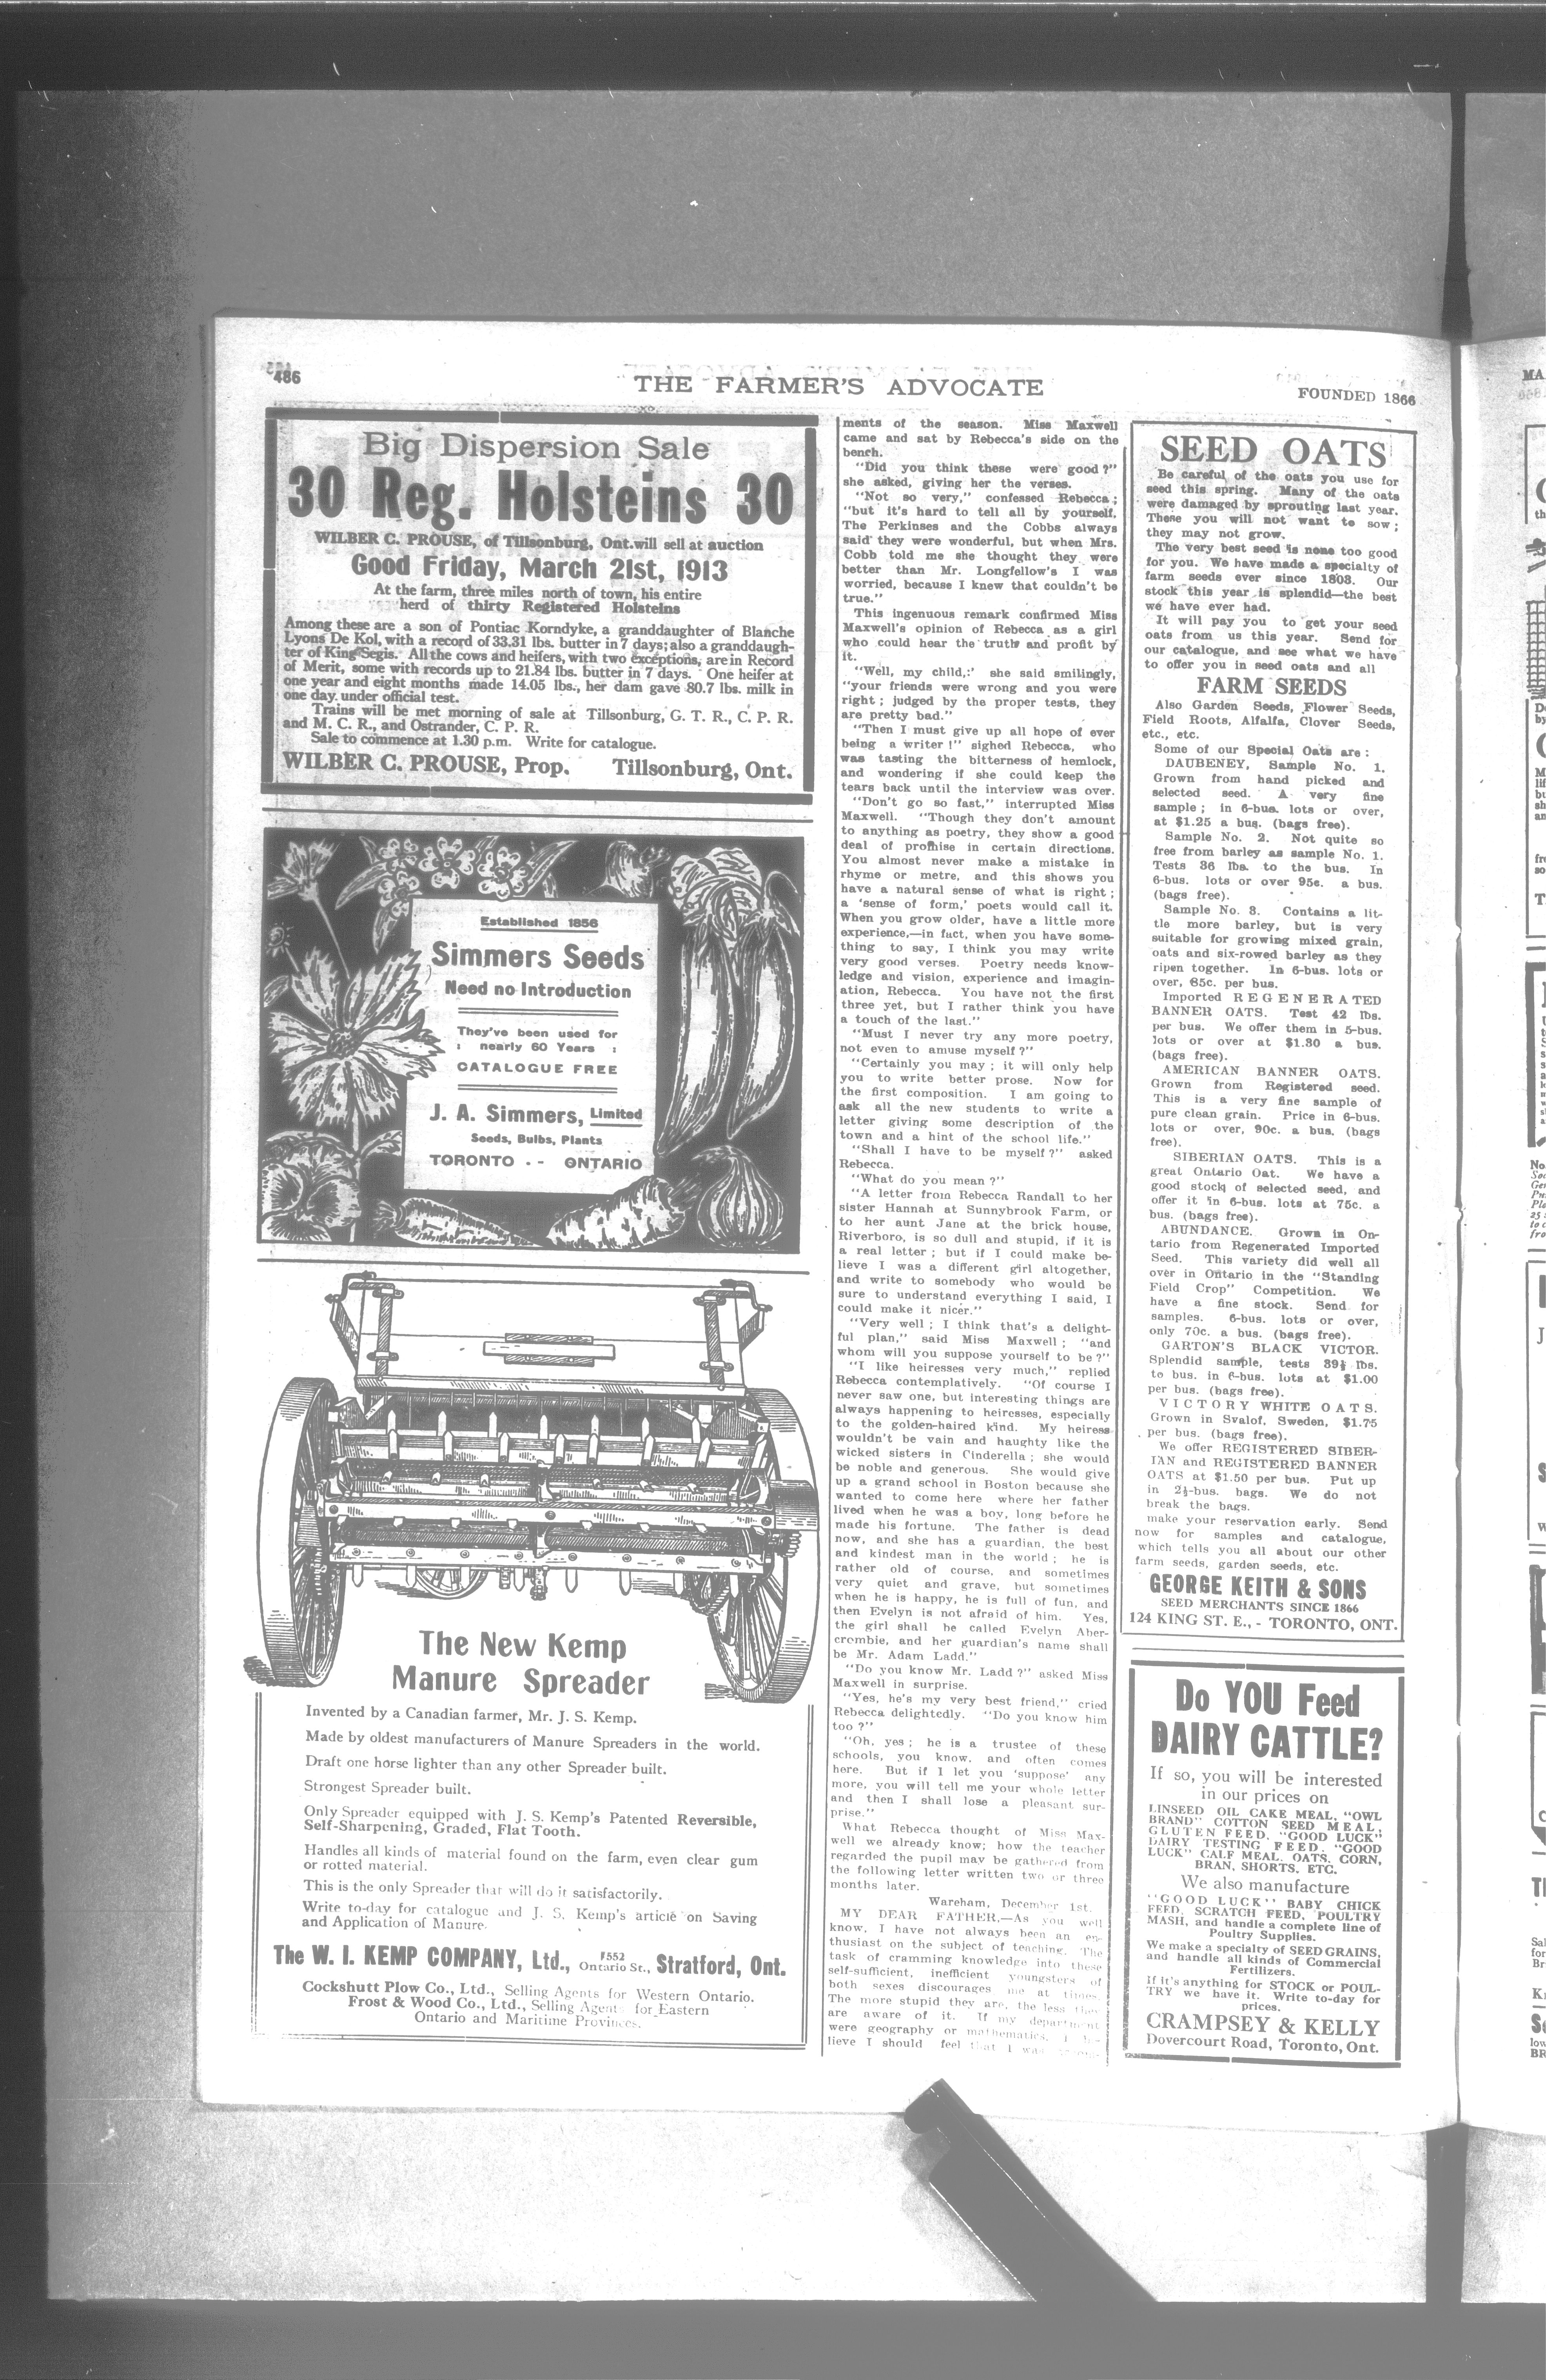 486
THE FARMER'S ADVOCATE
FOUNDED 1866
Big Dispersion Sale
30 Reg. Holsteins 30
WILBER C. PROUSE, of Tillsonburg, Ont. will sell at auction
Good Friday, March 21st, 1913
At the farm, three miles north of town, his entire
herd of thirty Registered Holsteins
Among these are a son of Pontiac Korndyke, a granddaughter of Blanche
Lyons De Kol, with a record of 33.31 lbs. butter in 7 days; also a granddaugh-
ter of King Segis. All the cows and heifers, with two exceptions, are in Record
of Merit, some with records up to 21.84 lbs. butter in 7 days. One heifer at
one year and eight months made 14.05 lbs., her dam gave 80.7 lbs. milk in
one day under official test.
Trains will be met morning of sale at Tillsonburg, G. T. R., C. P. R.
and M. C. R., and Ostrander, C. P. R.
Sale to commence at 1.30 p.m. Write for catalogue.
WILBER C. PROUSE, Prop. Tillsonburg, Ont.
Established 1856
Simmers Seeds
Need no Introduction
They've been used for
: nearly 60 Years :
CATALOGUE FREE
J. A. Simmers, Limited
Seeds, Bulbs, Plants
TORONTO - - ONTARIO
The New Kemp
Manure Spreader
Invented by a Canadian farmer, Mr. J. S. Kemp.
Made by oldest manufacturers of Manure Spreaders in the world.
Draft one horse lighter than any other Spreader built.
Strongest Spreader built.
Only Spreader equipped with J. S. Kemp's Patented Reversible,
Self-Sharpening, Graded, Flat Tooth.
Handles all kinds of material found on the farm, even clear gum
or rotted material.
This is the only Spreader that will do it satisfactorily.
Write to-day for catalogue and J. S. Kemp's article on Saving
and Application of Manure.
The W. I. KEMP COMPANY, Ltd., F552 Ontario St., Stratford, Ont.
Cockshutt Plow Co., Ltd., Selling Agents for Western Ontario.
Frost & Wood Co., Ltd., Selling Agents for Eastern
Ontario and Maritime Provinces.
ments of the season. Miss Maxwell
came and sat by Rebecca's side on the
bench.
"Did you think these were good?"
she asked, giving her the verses.
"Not so very," confessed Rebecca;
"but it's hard to tell all by yourself.
The Perkinses and the Cobbs always
said they were wonderful, but when Mrs.
Cobb told me she thought they were
better than Mr. Longfellow's I was
worried, because I knew that couldn't be
true."
This ingenuous remark confirmed Miss
Maxwell's opinion of Rebecca as a girl
who could hear the truth and profit by
it.
"Well, my child,:' she said smilingly,
"your friends were wrong and you were
right; judged by the proper tests, they
are pretty bad."
"Then I must give up all hope of ever
being a writer!" sighed Rebecca, who
was tasting the bitterness of hemlock,
and wondering if she could keep the
tears back until the interview was over.
"Don't go so fast," interrupted Miss
Maxwell. "Though they don't amount
to anything as poetry, they show a good
deal of promise in certain directions.
You almost never make a mistake in
rhyme or metre, and this shows you
have a natural sense of what is right;
a 'sense of form,' poets would call it.
When you grow older, have a little more
experience,—in fact, when you have some-
thing to say, I think you may write
very good verses. Poetry needs know-
ledge and vision, experience and Imagin-
ation, Rebecca. You have not the first
three yet, but I rather think you have
a touch of the last."
"Must I never try any more poetry,
not even to amuse myself?"
"Certainly you may; it will only help
you to write better prose. Now for
the first composition. I am going to
ask all the new students to write a
letter giving some description of the
town and a hint of the school life."
"Shall I have to be myself?" asked
Rebecca.
"What do you mean?"
"A letter from Rebecca Randall to her
sister Hannah at Sunnybrook Farm, or
to her aunt Jane at the brick house,
Riverboro, is so dull and stupid, if it is
a real letter; but if I could make be-
lieve I was a different girl altogether,
and write to somebody who would be
sure to understand everything I said, I
could make it nicer."
"Very well; I think that's a delight-
ful plan," said Miss Maxwell; "and
whom will you suppose yourself to be?"
"I like heiresses very much," replied
Rebecca contemplatively. "Of course I
never saw one, but interesting things are
always happening to heiresses, especially
to the golden-haired kind. My heiress
wouldn't be vain and haughty like the
wicked sisters in Cinderella; she would
be noble and generous. She would give
up a grand school in Boston because she
wanted to come here where her father
lived when he was a boy, long before he
made his fortune. The father is dead
now, and she has a guardian, the best
and kindest man in the world; he is
rather old of course, and sometimes
very quiet and grave, but sometimes
when he is happy, he is full of fun, and
then Evelyn is not afraid of him. Yes,
the girl shall be called Evelyn Aber-
crombie, and her guardian's name shall
be Mr. Adam Ladd."
"Do you know Mr. Ladd?" asked Miss
Maxwell in surprise.
"Yes, he's my very best friend," cried
Rebecca delightedly. "Do you know him
too?"
"Oh, yes; he is a trustee of these
schools, you know, and often comes
here. But if I let you 'suppose' any
more, you will tell me your whole letter
and then I shall lose a pleasant sur-
prise."
What Rebecca thought of Miss Max-
well we already know; how the teacher
regarded the pupil may be gathered from
the following letter written two or three
months later.
Wareham, December 1st.
MY DEAR FATHER,—As you well
know, I have not always been an en-
thusiast on the subject of teaching. The
task of cramming knowledge into these
self-sufficient, inefficient youngsters of
both sexes discourages me at times.
The more stupid they are, the less they
are aware of it. If my department
were geography or mathematics, I be-
lieve I should feel that I was
SEED OATS
Be careful of the oats you use for
seed this spring. Many of the oats
were damaged by sprouting last year.
These you will not want to sow;
they may not grow.
The very best seed is none too good
for you. We have made a specialty of
farm seeds ever since 1868. Our
stock this year is splendid—the best
we have ever had.
It will pay you to get your seed
oats from us this year. Send for
our catalogue, and see what we have
to offer you in seed oats and all
FARM SEEDS
Also Garden Seeds, Flower Seeds,
Field Roots, Alfalfa, Clover Seeds,
etc., etc.
Some of our Special Oats are:
DAUBENEY, Sample No. 1,
Grown from hand picked and
selected seed. A very fine
sample; in 6-bus. lots or over,
at $1.25 a bus. (bags free).
Sample No. 2. Not quite so
free from barley as sample No. 1.
Tests 36 lbs. to the bus. In
6-bus. lots or over 95c. a bus.
(bags free).
Sample No. 3. Contains a lit-
tle more barley, but is very
suitable for growing mixed grain,
oats and six-rowed barley as they
ripen together. In 6-bus. lots or
over, 65c. per bus.
Imported REGENERATED
BANNER OATS. Test 42 lbs.
per bus. We offer them in 5-bus.
lots or over at $1.30 a bus.
(bags free).
AMERICAN BANNER OATS.
Grown from Registered seed.
This is a very fine sample of
pure clean grain. Price in 6-bus.
lots or over, 90c. a bus. (bags
free).
SIBERIAN OATS. This is a
great Ontario Oat. We have a
good stock of selected seed, and
offer it in 6-bus. lots at 75c. a
bus. (bags free).
ABUNDANCE. Grown in On-
tario from Regenerated Imported
Seed. This variety did well all
over in Ontario in the "Standing
Field Crop" Competition. We
have a fine stock. Send for
samples. 6-bus. lots or over,
only 70c. a bus. (bags free).
GARTON'S BLACK VICTOR.
Splendid sample, tests 39½ lbs.
to bus. in 6-bus. lots at $1.00
per bus. (bags free).
VICTORY WHITE OATS.
Grown in Svalof, Sweden, $1.75
per bus. (bags free).
We offer REGISTERED SIBER-
IAN and REGISTERED BANNER
OATS at $1.50 per bus. Put up
in 2½-bus. bags. We do not
break the bags.
make your reservation early. Send
now for samples and catalogue,
which tells you all about our other
farm seeds, garden seeds, etc.
GEORGE KEITH & SONS
SEED MERCHANTS SINCE 1866
124 KING ST. E., - TORONTO, ONT.
Do YOU Feed
DAIRY CATTLE?
If so, you will be interested
in our prices on
LINSEED OIL CAKE MEAL, "OWL
BRAND" COTTON SEED MEAL;
GLUTEN FEED, "GOOD LUCK"
DAIRY TESTING FEED, "GOOD
LUCK" CALF MEAL, OATS, CORN,
BRAN, SHORTS, ETC.
We also manufacture
"GOOD LUCK" BABY CHICK
FEED, SCRATCH FEED, POULTRY
MASH, and handle a complete line of
Poultry Supplies.
We make a specialty of SEED GRAINS,
and handle all kinds of Commercial
Fertilizers.
If it's anything for STOCK or POUL-
TRY we have it. Write to-day for
prices.
CRAMPSEY & KELLY
Dovercourt Road, Toronto, Ont.